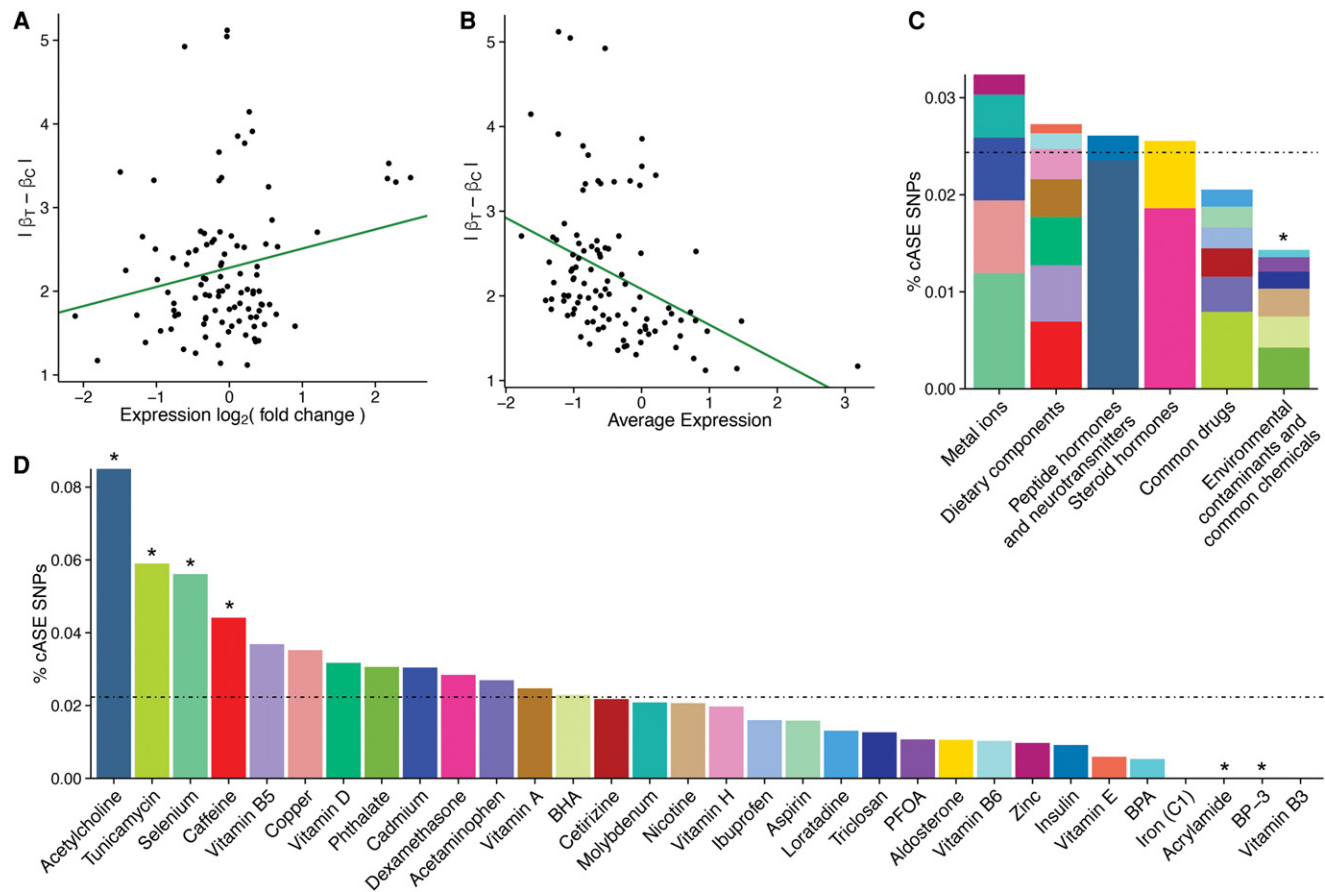 A
5
4
3
2
1
| βT – βC |
−2
−1
0
1
2
Expression log2( fold change )
B
5
4
3
2
1
| βT – βC |
−2
−1
0
1
2
3
Average Expression
C
0.03
0.02
0.01
0.00
% cASE SNPs
*
Metal ions
Dietary components
Peptide hormones
and neurotransmitters
Steroid hormones
Common drugs
Environmental
contaminants and
common chemicals
D
0.08
0.06
0.04
0.02
0.00
% cASE SNPs
*
*
*
*
*
*
Acetylcholine
Tunicamycin
Selenium
Caffeine
Vitamin B5
Copper
Vitamin D
Phthalate
Cadmium
Dexamethasone
Acetaminophen
Vitamin A
BHA
Cetirizine
Molybdenum
Nicotine
Vitamin H
Ibuprofen
Aspirin
Loratadine
Triclosan
PFOA
Aldosterone
Vitamin B6
Zinc
Insulin
Vitamin E
BPA
Iron (C1)
Acrylamide
BP−3
Vitamin B3